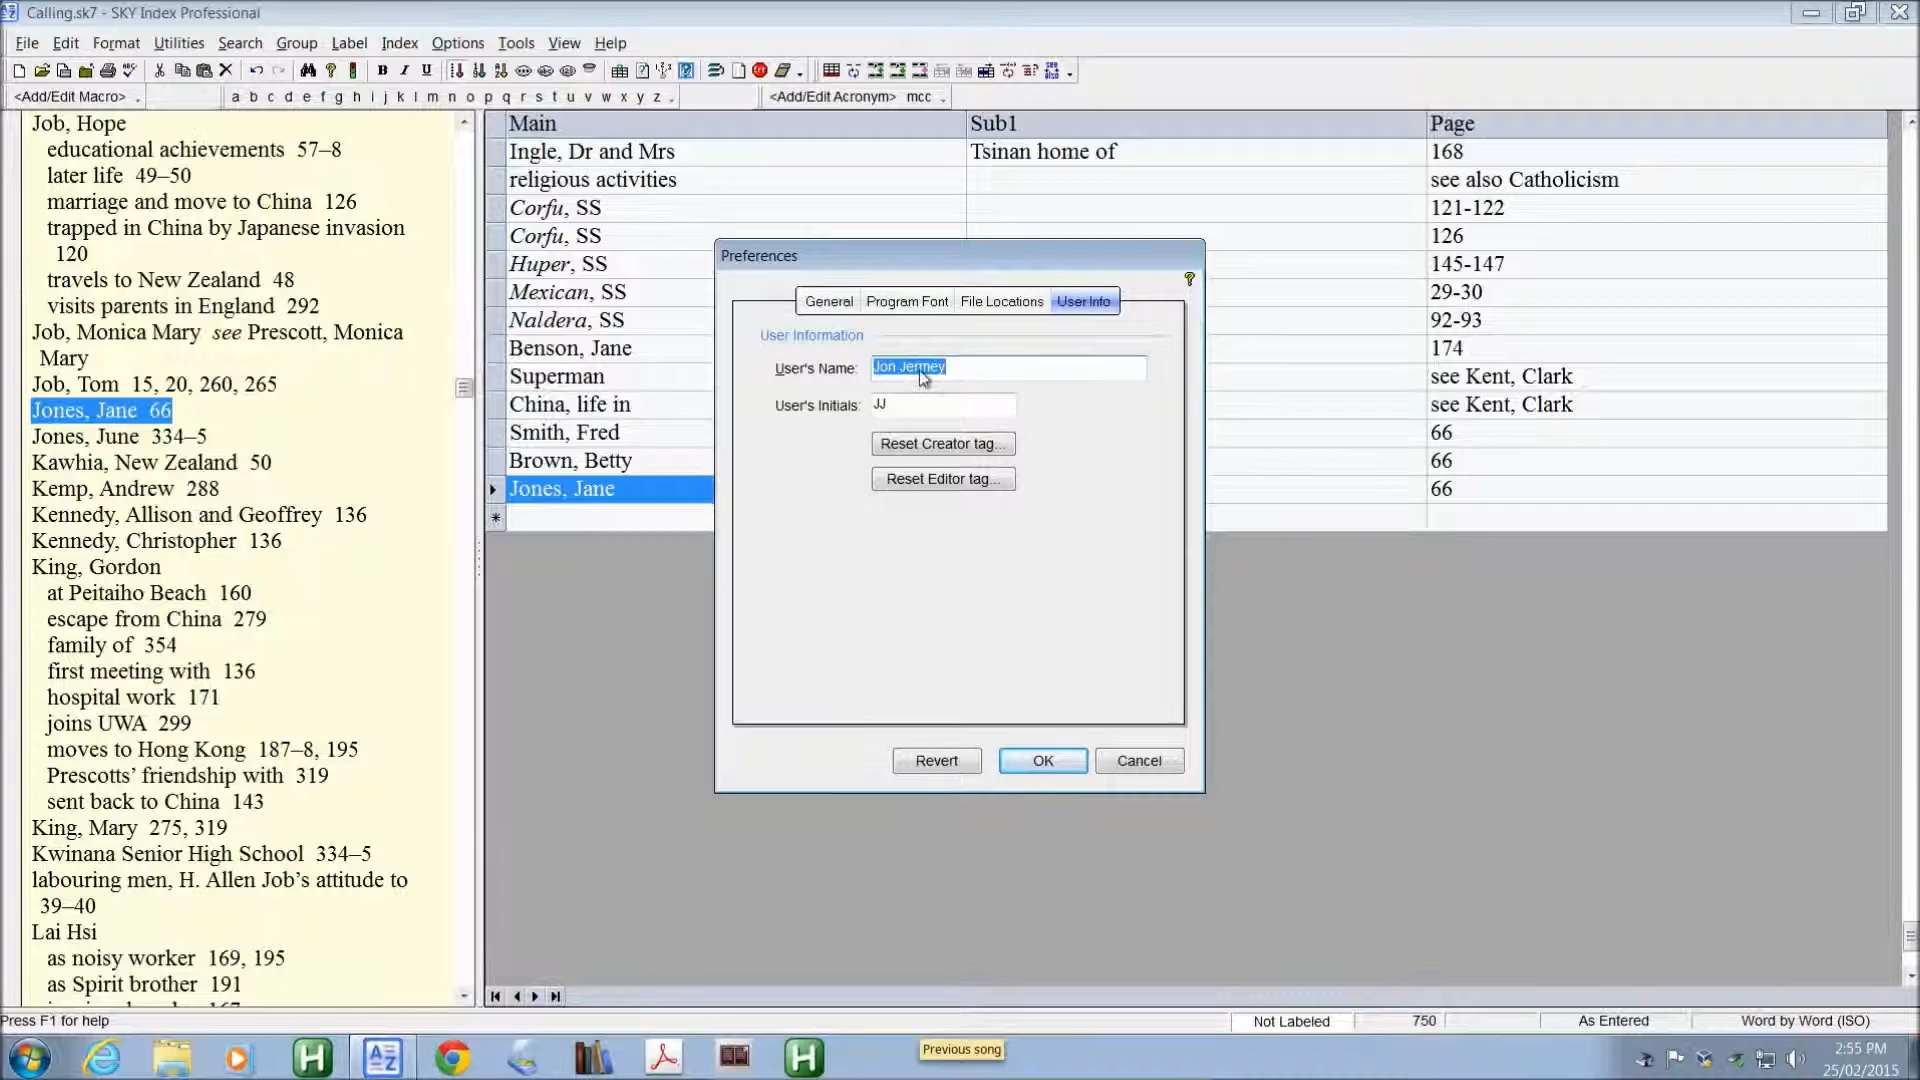 Calling.sk7 - SKY Index Professional
File Edit Format Utilities Search Group Label Index Options Tools View Help
<Add/Edit Macro> a b c d e f g h i j k l m n o p q r s t u v w x y z <Add/Edit Acronym> mcc
Job, Hope
educational achievements 57–8
later life 49–50
marriage and move to China 126
trapped in China by Japanese invasion
120
travels to New Zealand 48
visits parents in England 292
Job, Monica Mary see Prescott, Monica
Mary
Job, Tom 15, 20, 260, 265
Jones, Jane 66
Jones, June 334–5
Kawhia, New Zealand 50
Kemp, Andrew 288
Kennedy, Allison and Geoffrey 136
Kennedy, Christopher 136
King, Gordon
at Peitaiho Beach 160
escape from China 279
family of 354
first meeting with 136
hospital work 171
joins UWA 299
moves to Hong Kong 187–8, 195
Prescotts’ friendship with 319
sent back to China 143
King, Mary 275, 319
Kwinana Senior High School 334–5
labouring men, H. Allen Job’s attitude to
39–40
Lai Hsi
as noisy worker 169, 195
as Spirit brother 191
Main Sub1 Page
Ingle, Dr and Mrs Tsinan home of 168
religious activities see also Catholicism
Corfu, SS 121-122
Corfu, SS 126
Huper, SS 145-147
Mexican, SS 29-30
Naldera, SS 92-93
Benson, Jane 174
Superman see Kent, Clark
China, life in see Kent, Clark
Smith, Fred 66
Brown, Betty 66
Jones, Jane 66
Preferences
General Program Font File Locations User Info
User Information
User's Name: Jon Jermey
User's Initials: JJ
Reset Creator tag...
Reset Editor tag...
Revert OK Cancel
Press F1 for help Not Labeled 750 As Entered Word by Word (ISO)
Previous song
2:55 PM
25/02/2015